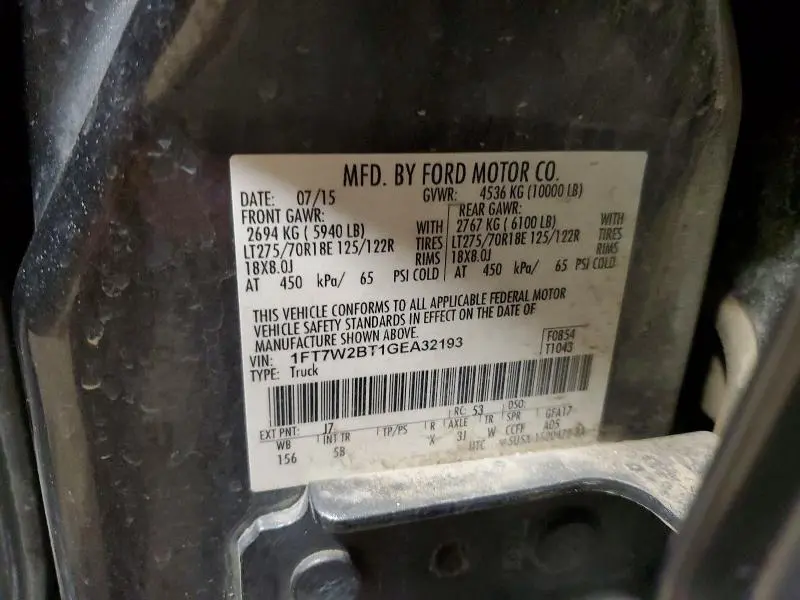 MFD. BY FORD MOTOR CO.
DATE: 07/15 GVWR: 4536 KG (10000 LB)
FRONT GAWR: REAR GAWR:
2694 KG ( 5940 LB) WITH 2767 KG ( 6100 LB) WITH
LT275/70R18E 125/122R TIRES LT275/70R18E 125/122R TIRES
18X8.0J RIMS 18X8.0J RIMS
AT 450 kPa/ 65 PSI COLD AT 450 kPa/ 65 PSI COLD
THIS VEHICLE CONFORMS TO ALL APPLICABLE FEDERAL MOTOR
VEHICLE SAFETY STANDARDS IN EFFECT ON THE DATE OF
MANUFACTURE SHOWN ABOVE.
VIN: 1FT7W2BT1GEA32193 F0854
TYPE: Truck T1043
EXT PNT: J7 RC: 53 DSO:
WB INT TR TP/PS R AXLE TR SPR GFA17
156 5B X 3J W CCFF A05
UTC